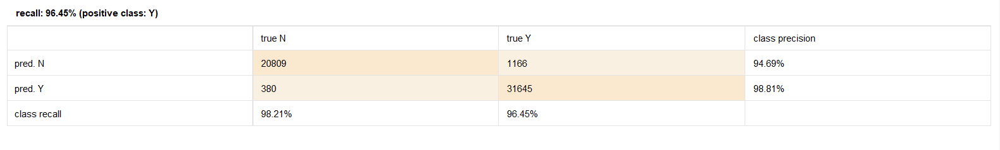 recall: 96.45% (positive class: Y)
true N true Y class precision
pred. N 20809 1166 94.69%
pred. Y 380 31645 98.81%
class recall 98.21% 96.45%